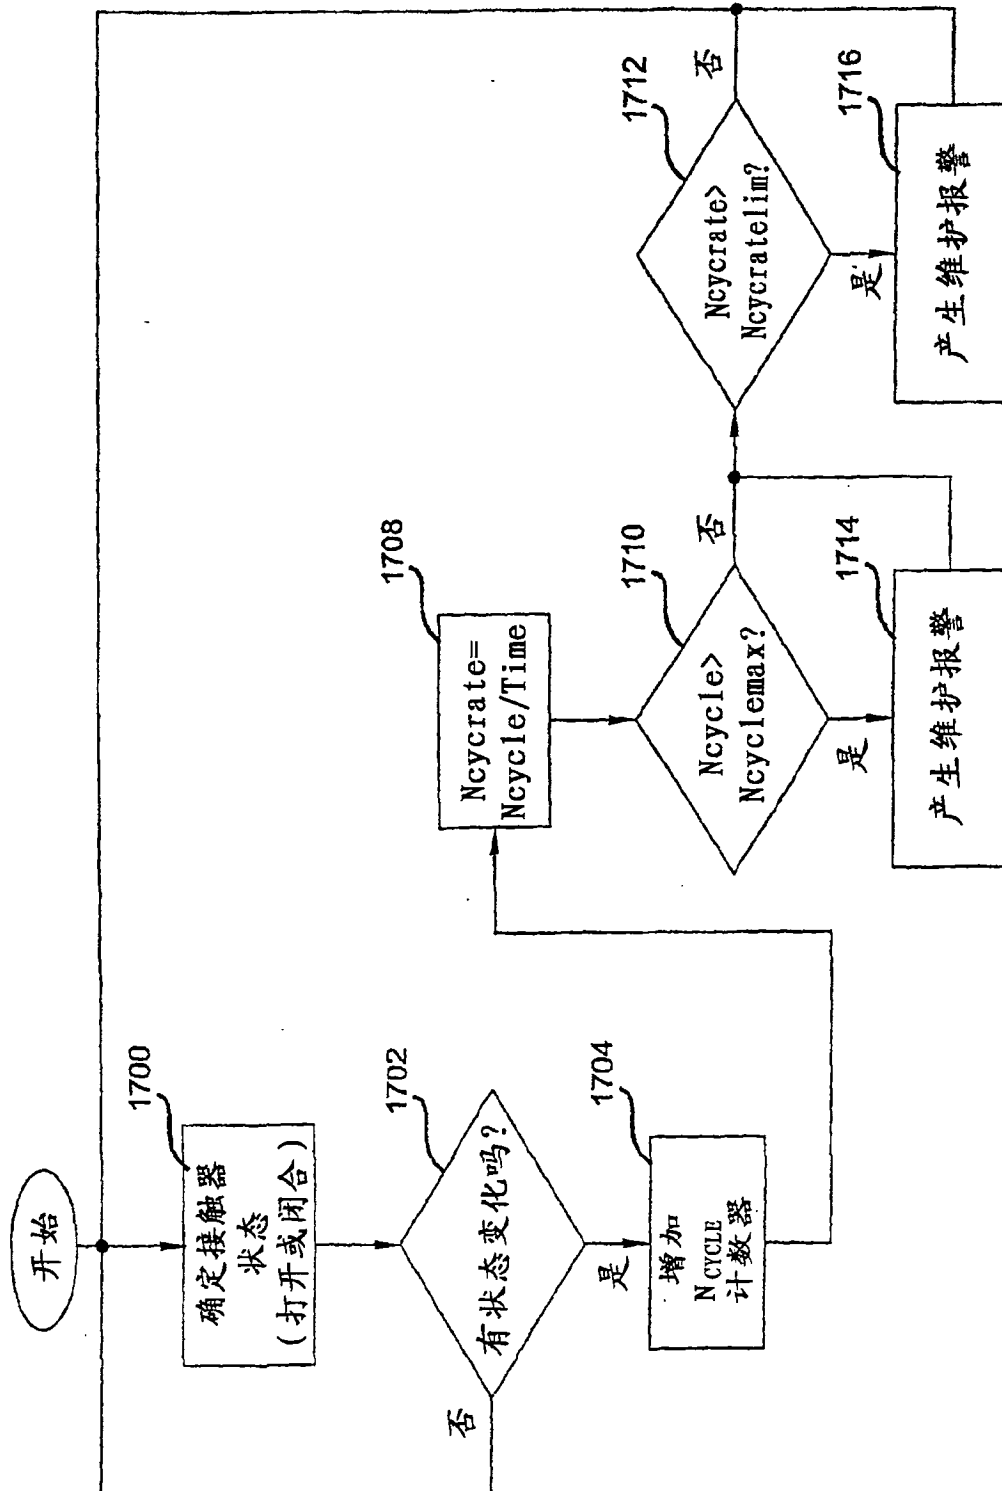 开始
1700
确定接触器
状态
(打开或闭合)
1702
有状态变化吗?
否
是
1704
增加
NCYCLE
计数器
1708
Ncycrate=
Ncycle/Time
1710
Ncycle>
Ncyclemax?
否
是
1714
产生维护报警
1712
Ncycrate>
Ncycratelim?
否
是
1716
产生维护报警